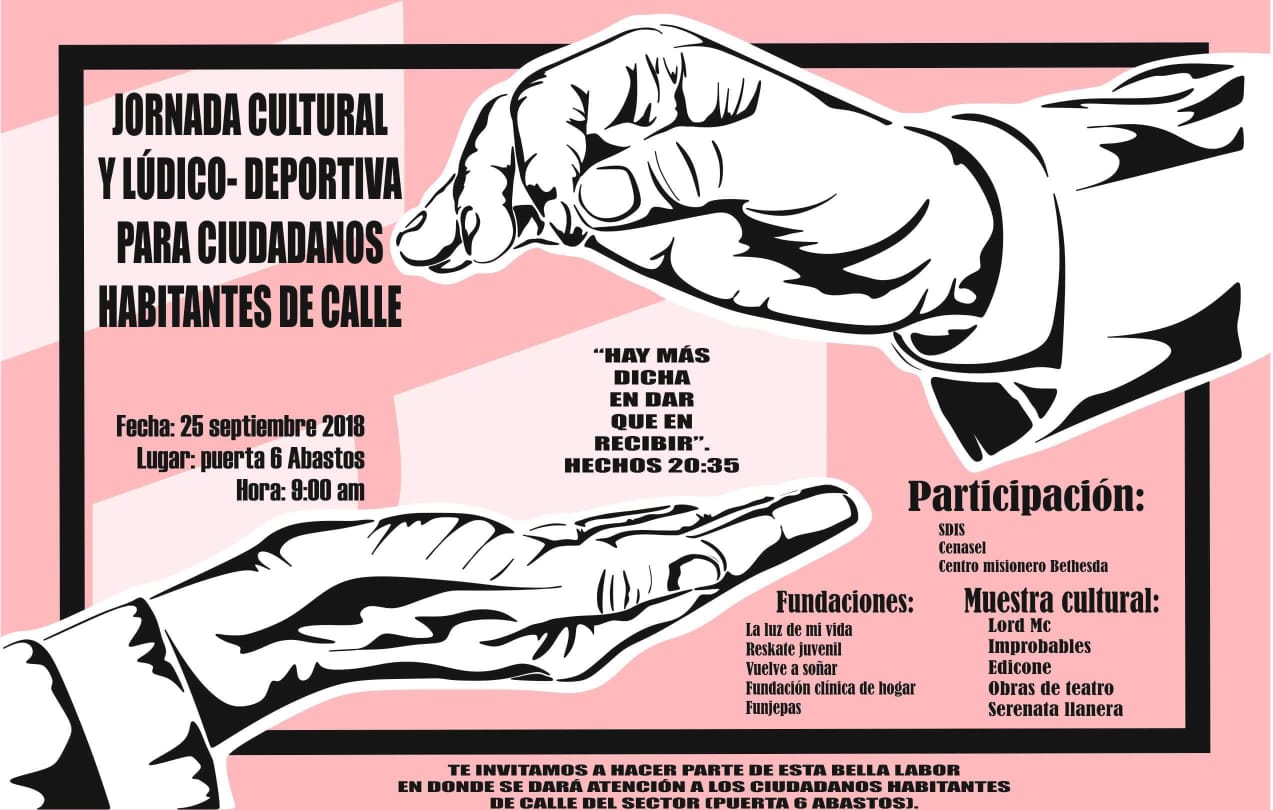 JORNADA CULTURAL
Y LÚDICO- DEPORTIVA
PARA CIUDADANOS
HABITANTES DE CALLE
Fecha: 25 septiembre 2018
Lugar: puerta 6 Abastos
Hora: 9:00 am
“HAY MÁS
DICHA
EN DAR
QUE EN
RECIBIR”.
HECHOS 20:35
Participación:
SDIS
Cenasel
Centro misionero Bethesda
Fundaciones:
La luz de mi vida
Reskate juvenil
Vuelve a soñar
Fundación clínica de hogar
Funjepas
Muestra cultural:
Lord Mc
Improbables
Edicone
Obras de teatro
Serenata llanera
TE INVITAMOS A HACER PARTE DE ESTA BELLA LABOR
EN DONDE SE DARÁ ATENCIÓN A LOS CIUDADANOS HABITANTES
DE CALLE DEL SECTOR (PUERTA 6 ABASTOS).